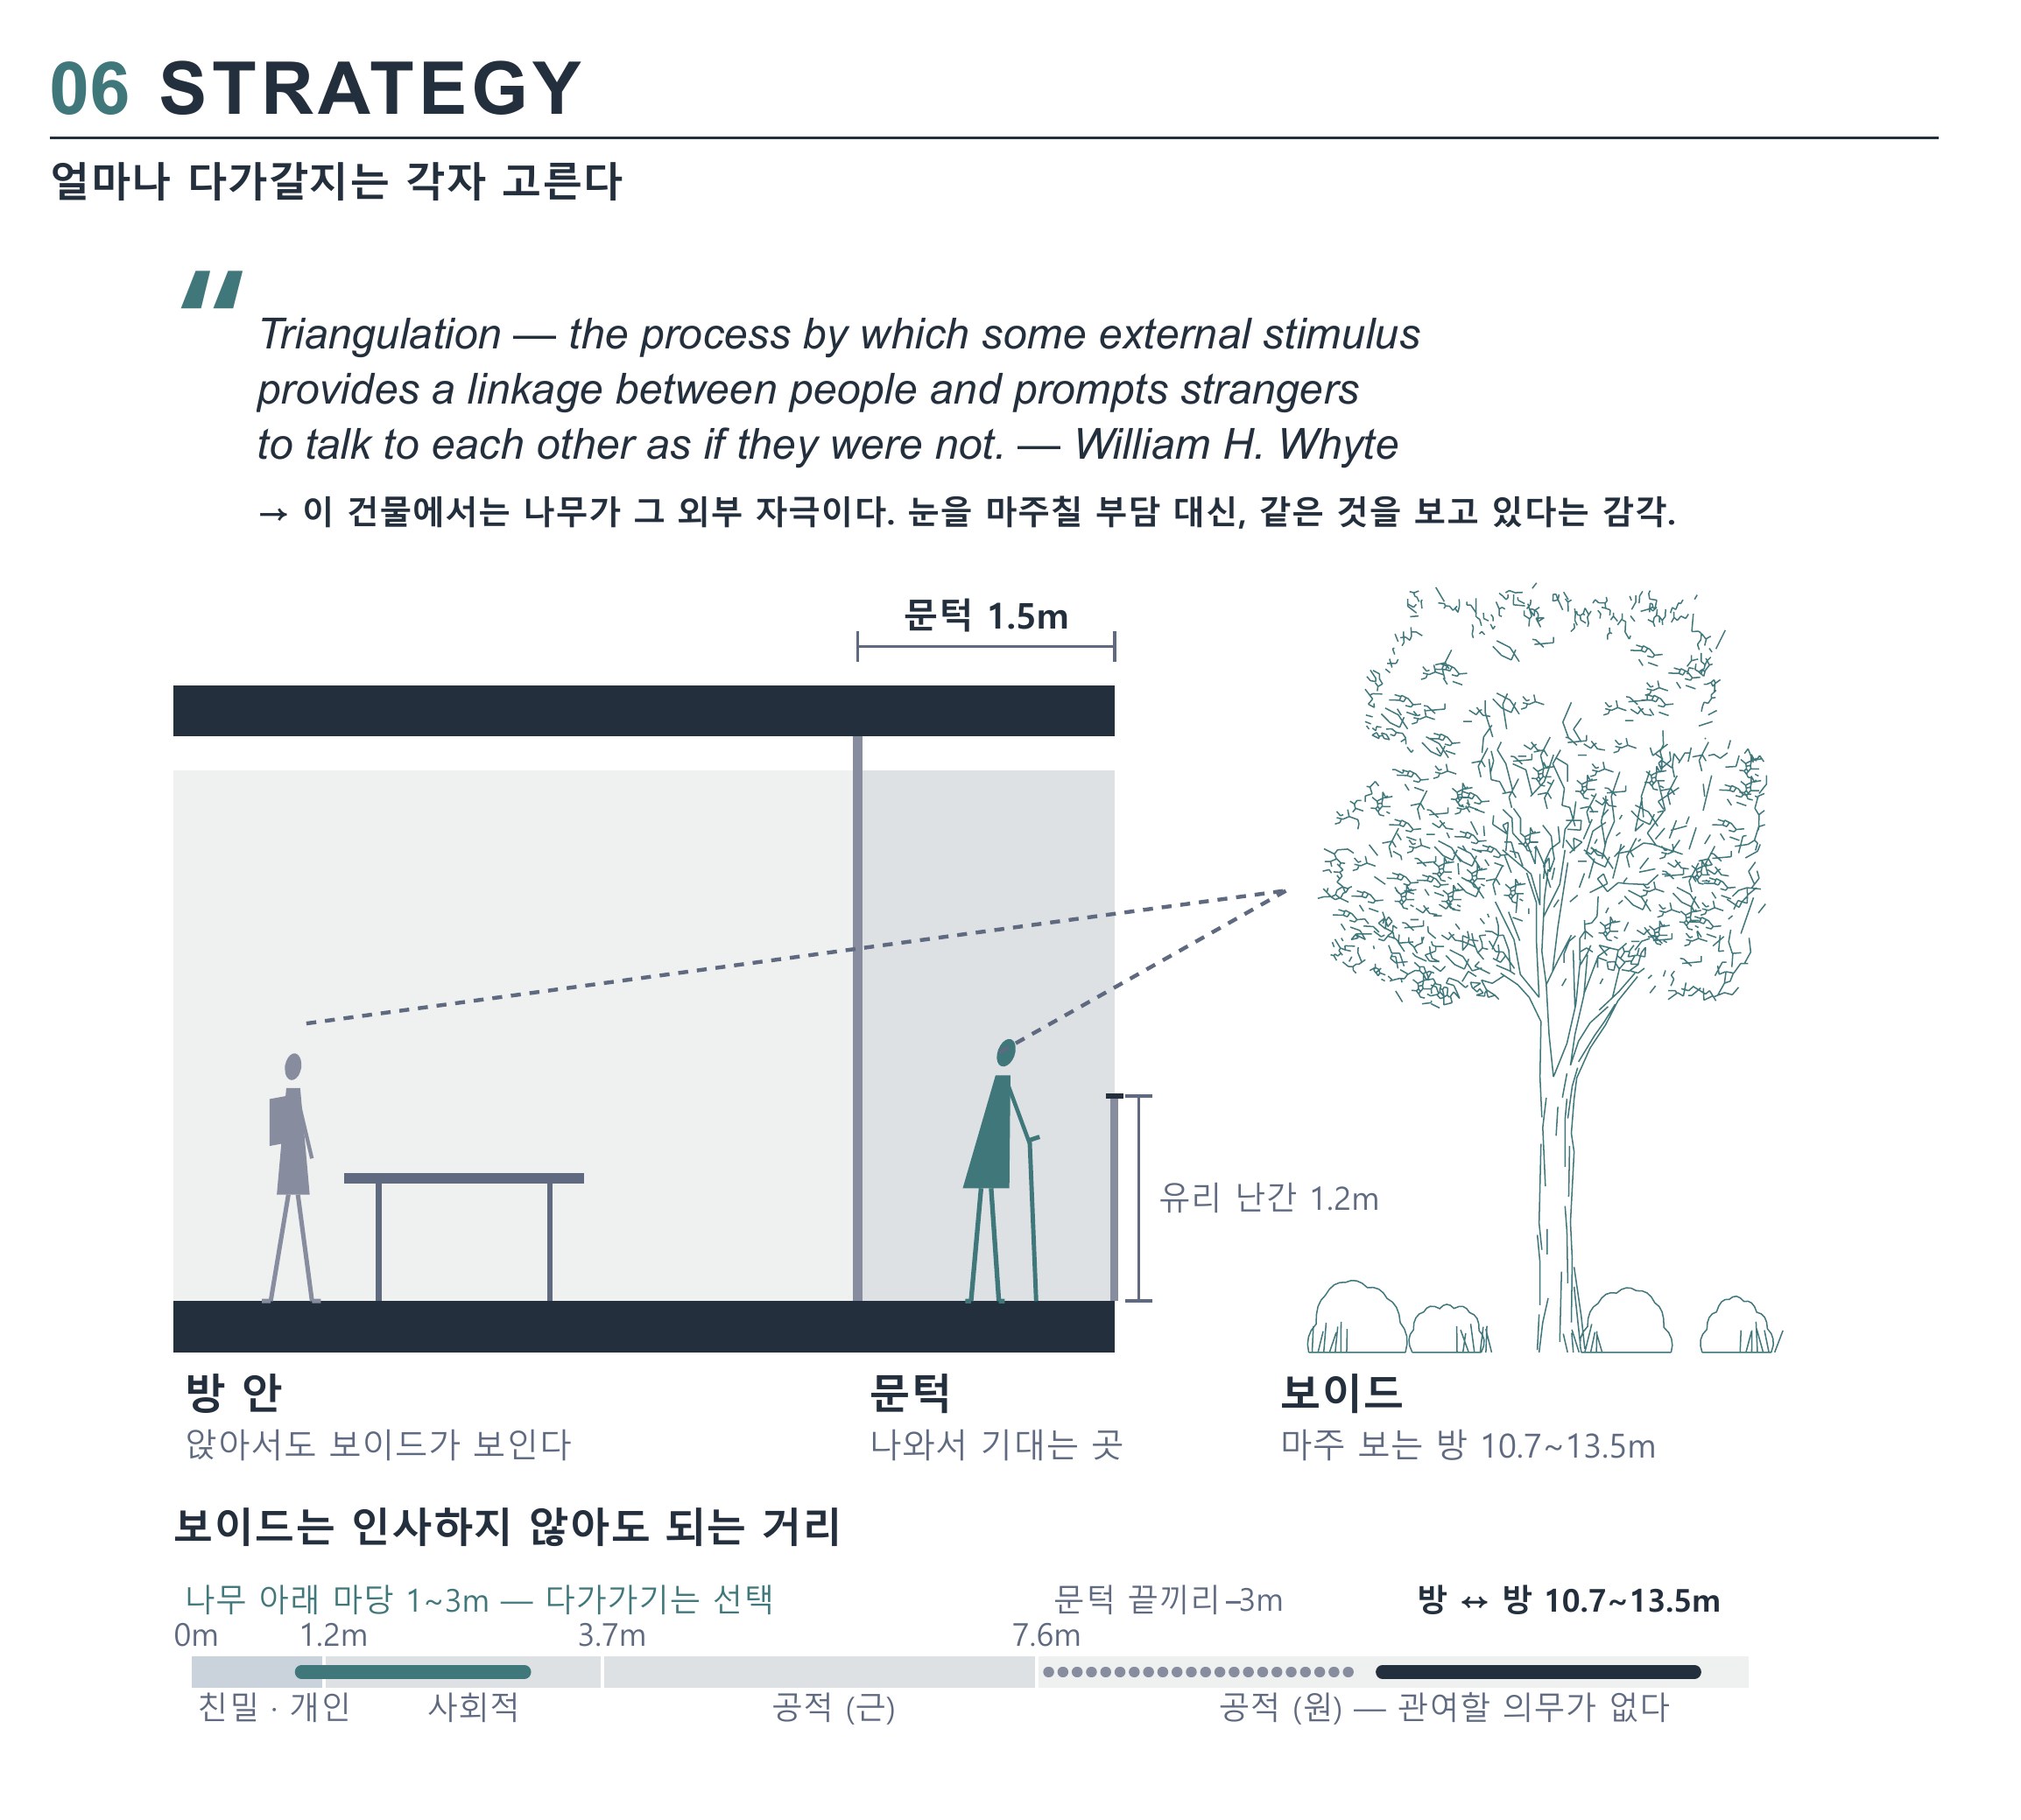 06 STRATEGY
얼마나 다가갈지는 각자 고른다
“
Triangulation — the process by which some external stimulus
provides a linkage between people and prompts strangers
to talk to each other as if they were not. — William H. Whyte
→ 이 건물에서는 나무가 그 외부 자극이다. 눈을 마주칠 부담 대신, 같은 것을 보고 있다는 감각.
문턱 1.5m
유리 난간 1.2m
방 안
앉아서도 보이드가 보인다
문턱
나와서 기대는 곳
보이드
마주 보는 방 10.7~13.5m
보이드는 인사하지 않아도 되는 거리
나무 아래 마당 1~3m — 다가가기는 선택
문턱 끝끼리 –3m
방 ↔ 방 10.7~13.5m
0m 1.2m 3.7m 7.6m
친밀 · 개인 사회적 공적 (근) 공적 (원) — 관여할 의무가 없다